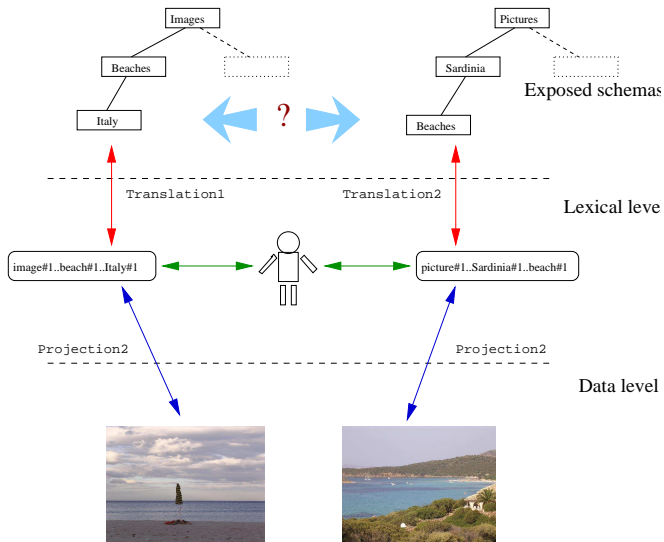 Images
Pictures
Beaches
Sardinia
Exposed schemas
Italy
?
Beaches
Translation1
Translation2
Lexical level
image#1..beach#1..Italy#1
picture#1..Sardinia#1..beach#1
Projection2
Projection2
Data level